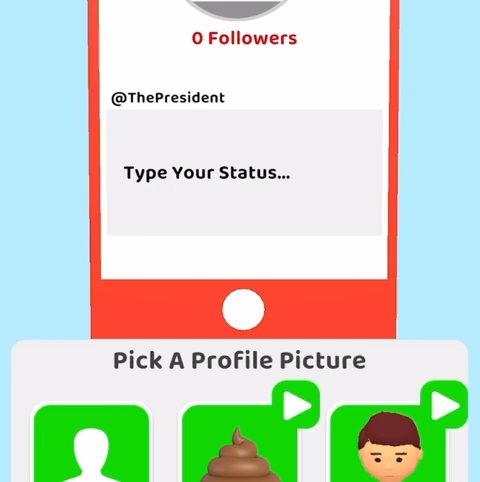 0 Followers
@ThePresident
Type Your Status...
Pick A Profile Picture